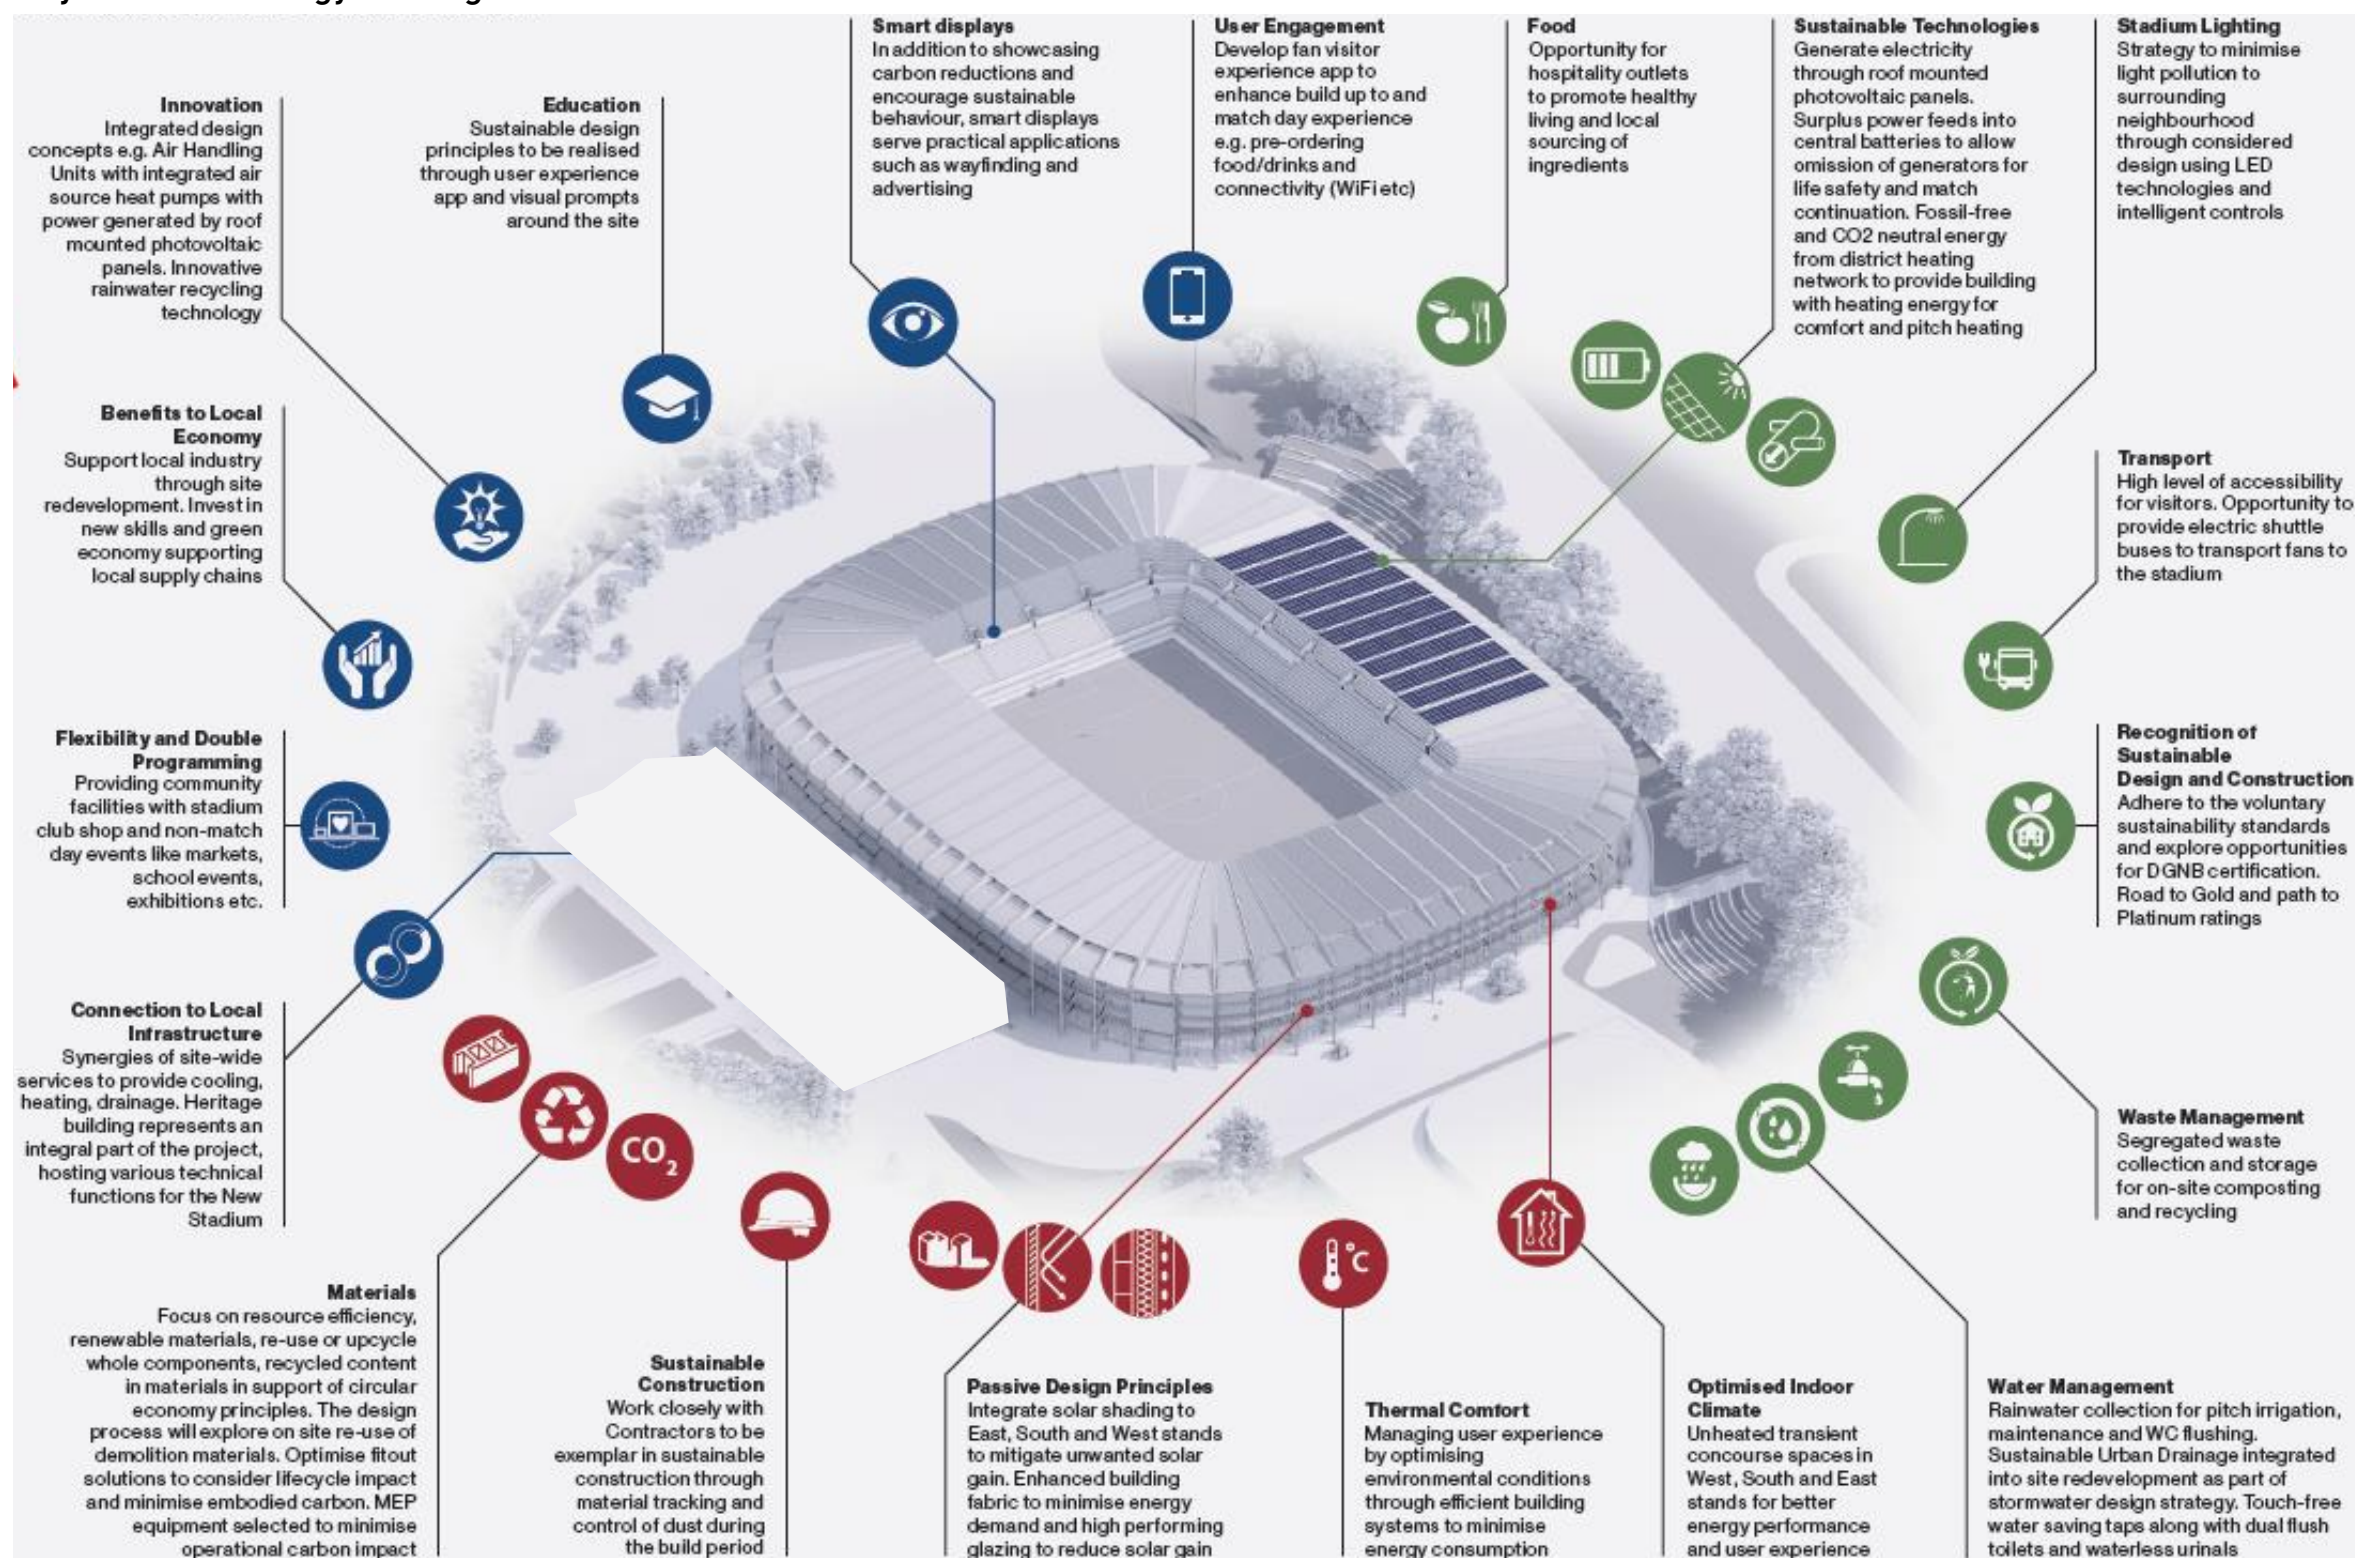 Smart displays
In addition to showcasing
carbon reductions and
encourage sustainable
behaviour, smart displays
serve practical applications
such as wayfinding and
advertising
User Engagement
Develop fan visitor
experience app to
enhance build up to and
match day experience
e.g. pre-ordering
food/drinks and
connectivity (WiFi etc)
Food
Opportunity for
hospitality outlets
to promote healthy
living and local
sourcing of
ingredients
Sustainable Technologies
Generate electricity
through roof mounted
photovoltaic panels.
Surplus power feeds into
central batteries to allow
omission of generators for
life safety and match
continuation. Fossil-free
and CO2 neutral energy
from district heating
network to provide building
with heating energy for
comfort and pitch heating
Stadium Lighting
Strategy to minimise
light pollution to
surrounding
neighbourhood
through considered
design using LED
technologies and
intelligent controls
Innovation
Integrated design
concepts e.g. Air Handling
Units with integrated air
source heat pumps with
power generated by roof
mounted photovoltaic
panels. Innovative
rainwater recycling
technology
Education
Sustainable design
principles to be realised
through user experience
app and visual prompts
around the site
Benefits to Local
Economy
Support local industry
through site
redevelopment. Invest in
new skills and green
economy supporting
local supply chains
Transport
High level of accessibility
for visitors. Opportunity to
provide electric shuttle
buses to transport fans to
the stadium
Flexibility and Double
Programming
Providing community
facilities with stadium
club shop and non-match
day events like markets,
school events,
exhibitions etc.
Recognition of
Sustainable
Design and Construction
Adhere to the voluntary
sustainability standards
and explore opportunities
for DGNB certification.
Road to Gold and path to
Platinum ratings
Connection to Local
Infrastructure
Synergies of site-wide
services to provide cooling,
heating, drainage. Heritage
building represents an
integral part of the project,
hosting various technical
functions for the New
Stadium
CO2
Waste Management
Segregated waste
collection and storage
for on-site composting
and recycling
°C
Materials
Focus on resource efficiency,
renewable materials, re-use or upcycle
whole components, recycled content
in materials in support of circular
economy principles. The design
process will explore on site re-use of
demolition materials. Optimise fitout
solutions to consider lifecycle impact
and minimise embodied carbon. MEP
equipment selected to minimise
operational carbon impact
Sustainable
Construction
Work closely with
Contractors to be
exemplar in sustainable
construction through
material tracking and
control of dust during
the build period
Passive Design Principles
Integrate solar shading to
East, South and West stands
to mitigate unwanted solar
gain. Enhanced building
fabric to minimise energy
demand and high performing
glazing to reduce solar gain
Thermal Comfort
Managing user experience
by optimising
environmental conditions
through efficient building
systems to minimise
energy consumption
Optimised Indoor
Climate
Unheated transient
concourse spaces in
West, South and East
stands for better
energy performance
and user experience
Water Management
Rainwater collection for pitch irrigation,
maintenance and WC flushing.
Sustainable Urban Drainage integrated
into site redevelopment as part of
stormwater design strategy. Touch-free
water saving taps along with dual flush
toilets and waterless urinals